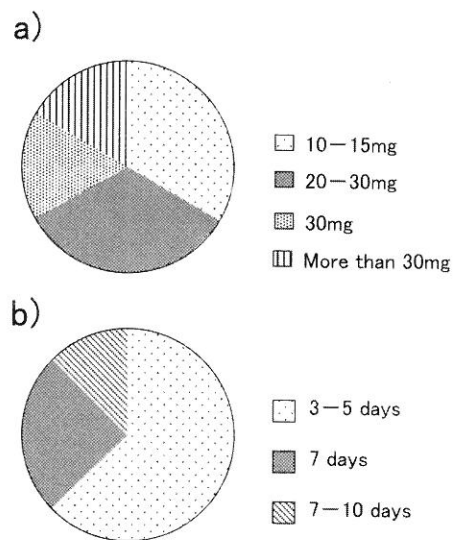 a)
10－15mg
20－30mg
30mg
More than 30mg
b)
3－5 days
7 days
7－10 days